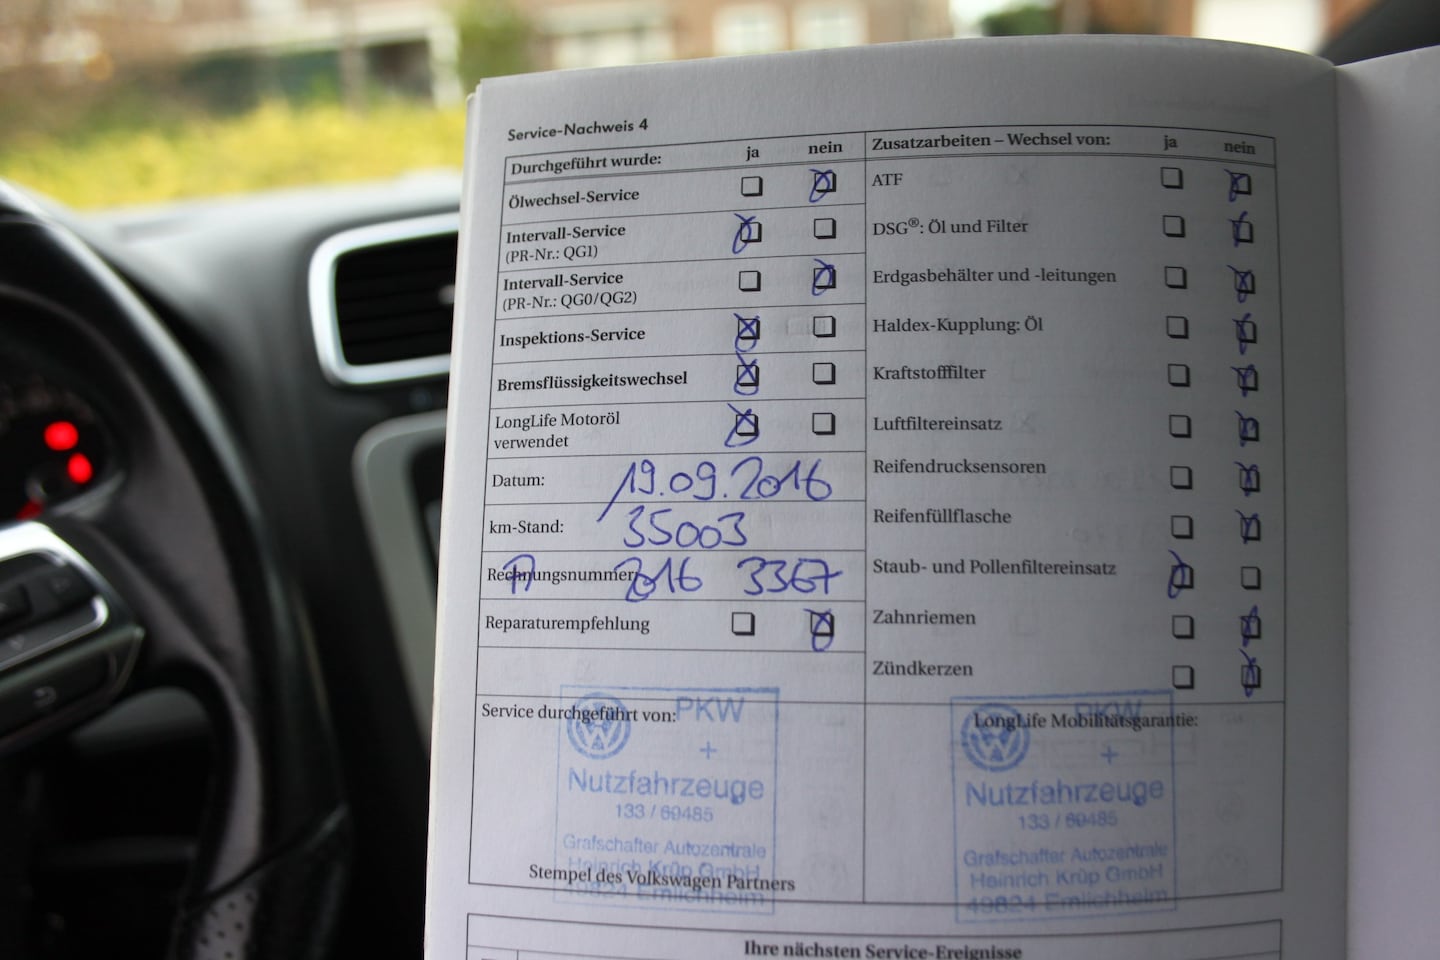 Service-Nachweis 4
Durchgeführt wurde: ja nein
Ölwechsel-Service
Intervall-Service
(PR-Nr.: QG1)
Intervall-Service
(PR-Nr.: QG0/QG2)
Inspektions-Service
Bremsflüssigkeitswechsel
LongLife Motoröl
verwendet
Datum: 19.09.2016
km-Stand: 35003
Rechnungsnummer: A 2016 3367
Reparaturempfehlung
Zusatzarbeiten – Wechsel von: ja nein
ATF
DSG®: Öl und Filter
Erdgasbehälter und -leitungen
Haldex-Kupplung: Öl
Kraftstofffilter
Luftfiltereinsatz
Reifendrucksensoren
Reifenfüllflasche
Staub- und Pollenfiltereinsatz
Zahnriemen
Zündkerzen
Service durchgeführt von:
PKW
+
Nutzfahrzeuge
133 / 69485
Grafschafter Autozentrale
Heinrich Krüp GmbH
49824 Emlichheim
Stempel des Volkswagen Partners
LongLife Mobilitätsgarantie:
PKW
+
Nutzfahrzeuge
133 / 69485
Grafschafter Autozentrale
Heinrich Krüp GmbH
49824 Emlichheim
Ihre nächsten Service-Ereignisse